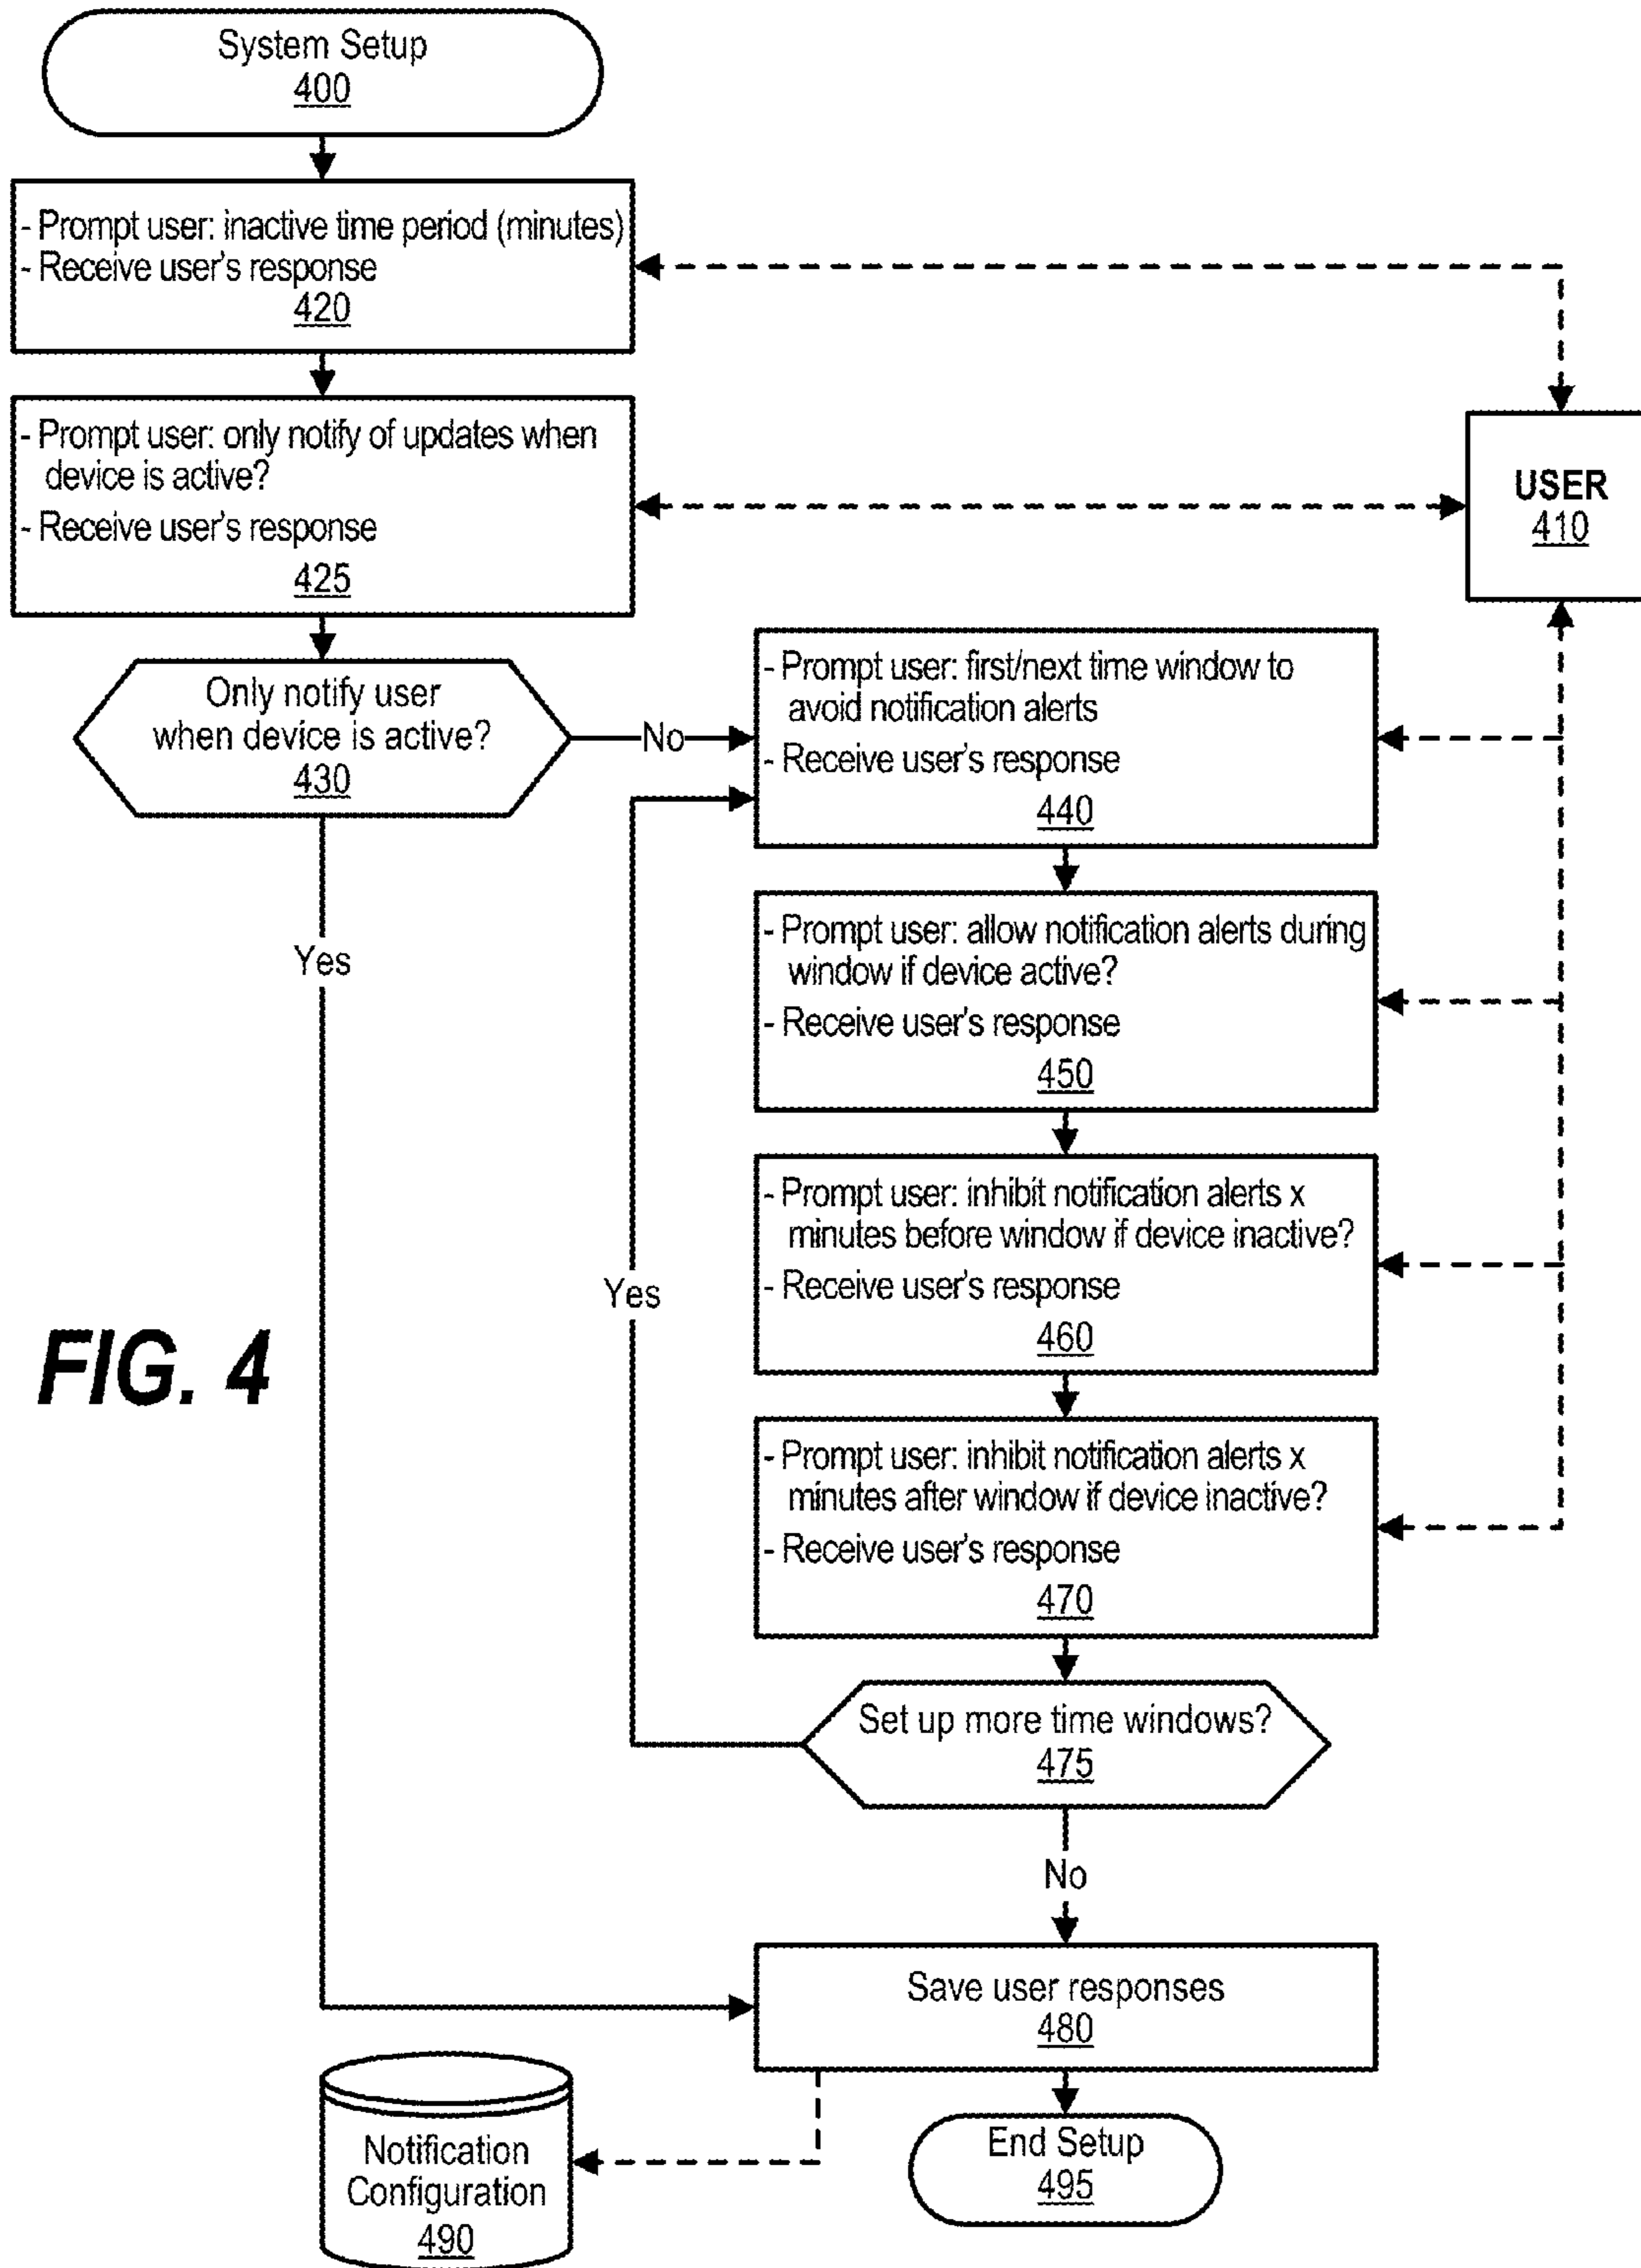 System Setup
400
- Prompt user: inactive time period (minutes)
- Receive user's response
420
- Prompt user: only notify of updates when
device is active?
- Receive user's response
425
USER
410
Only notify user
when device is active?
430
No
Yes
- Prompt user: first/next time window to
avoid notification alerts
- Receive user's response
440
- Prompt user: allow notification alerts during
window if device active?
- Receive user's response
450
- Prompt user: inhibit notification alerts x
minutes before window if device inactive?
- Receive user's response
460
Yes
FIG. 4
- Prompt user: inhibit notification alerts x
minutes after window if device inactive?
- Receive user's response
470
Set up more time windows?
475
No
Save user responses
480
Notification
Configuration
490
End Setup
495